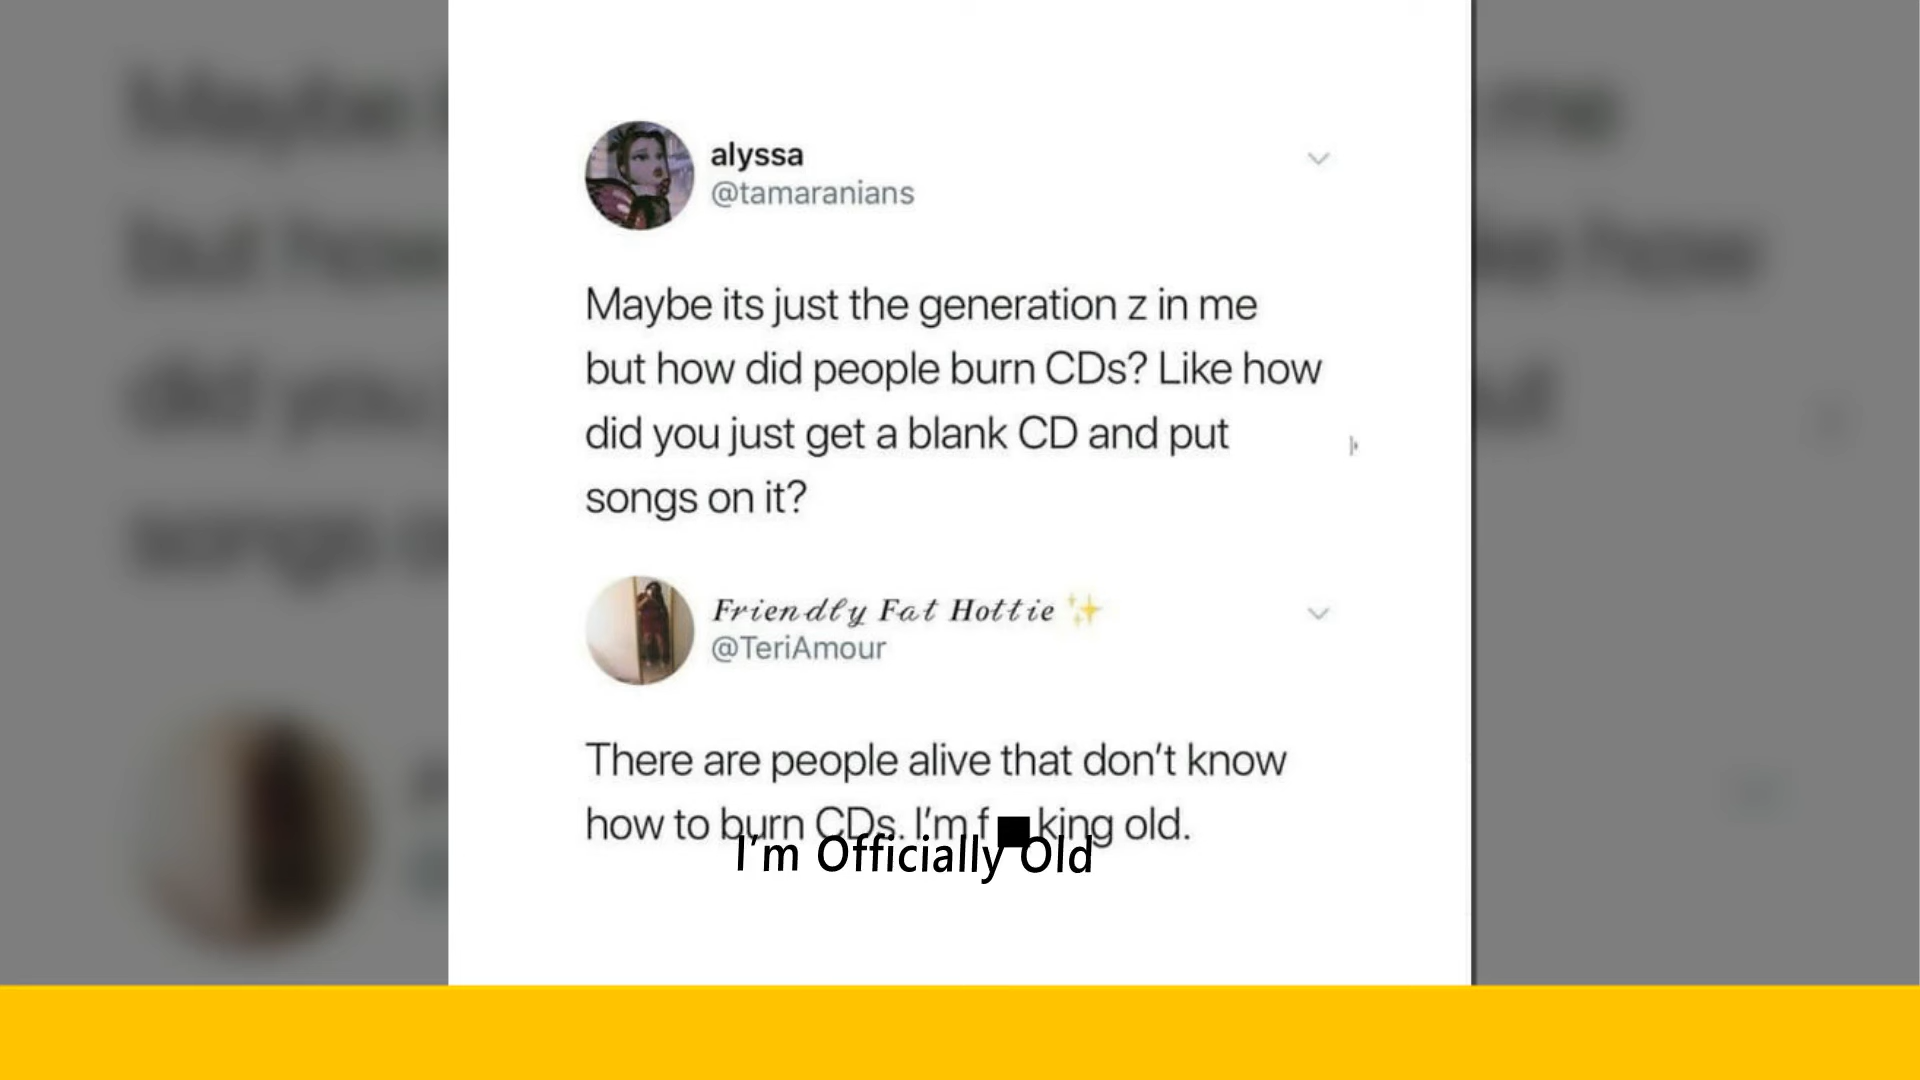 alyssa
@tamaranians
Maybe its just the generation z in me
but how did people burn CDs? Like how
did you just get a blank CD and put
songs on it?
Friendly Fat Hottie ✨
@TeriAmour
There are people alive that don't know
how to burn CDs. I'm f■king old.
I'm Officially Old